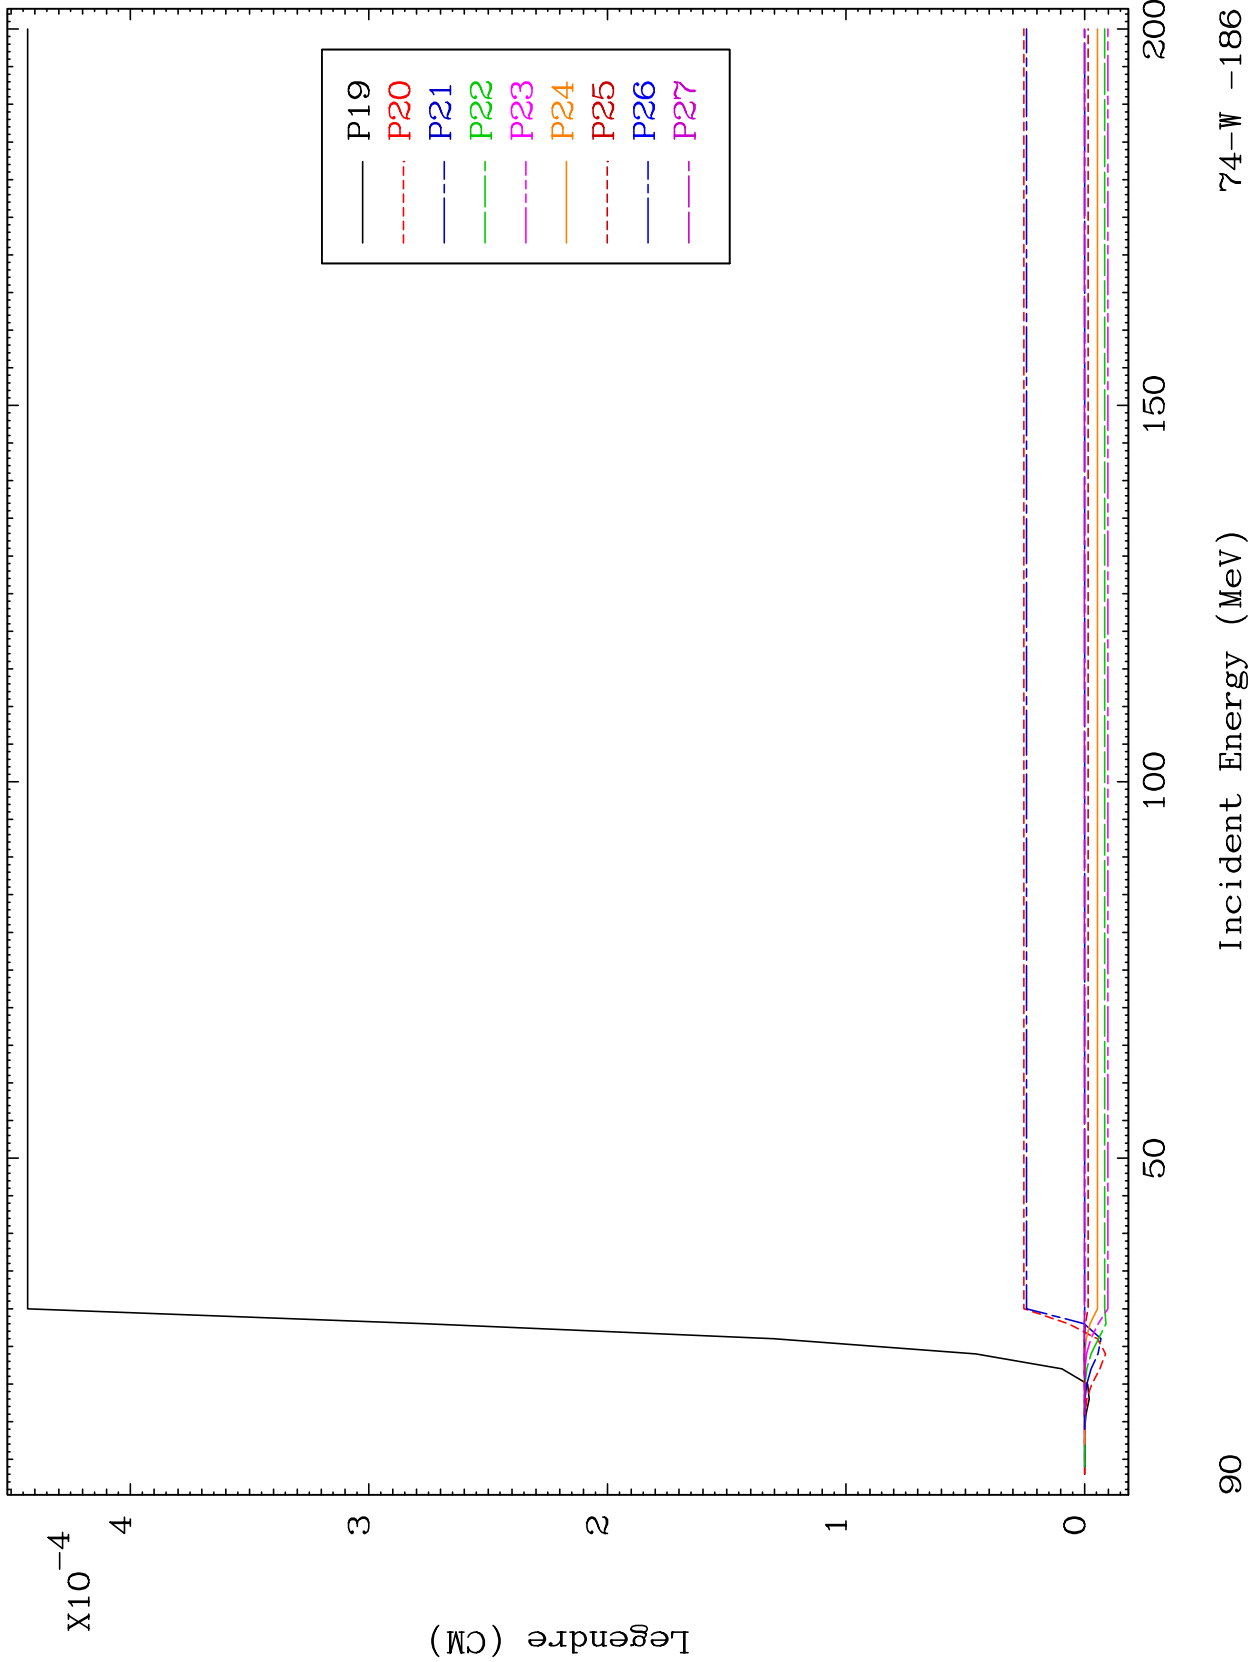 X10-4
4
3
2
1
0
Legendre (CM)
P19
P20
P21
P22
P23
P24
P25
P26
P27
50
100
150
200
90
Incident Energy (MeV)
74-W -186